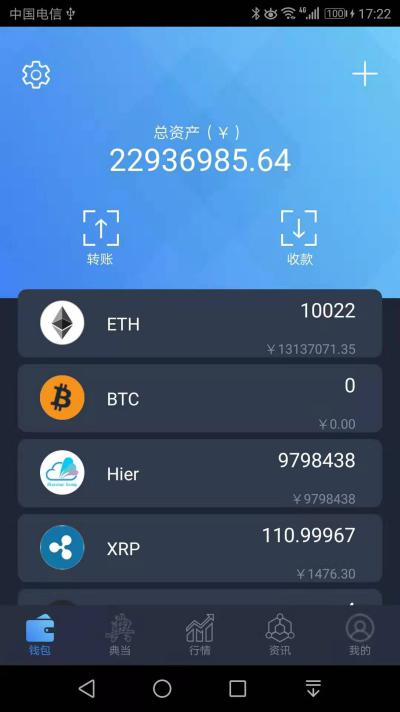 中国电信 4G 100 17:22
总资产（￥）
22936985.64
转账 收款
ETH 10022
￥13137071.35
BTC 0
￥0.00
Hier 9798438
￥9798438
XRP 110.99967
￥1476.30
钱包 典当 行情 资讯 我的